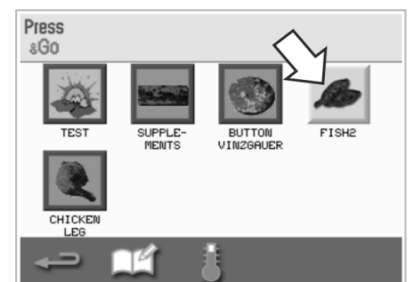 Press
&Go
TEST
SUPPLE-
MENTS
BUTTON
VINZGAUER
FISH2
CHICKEN
LEG